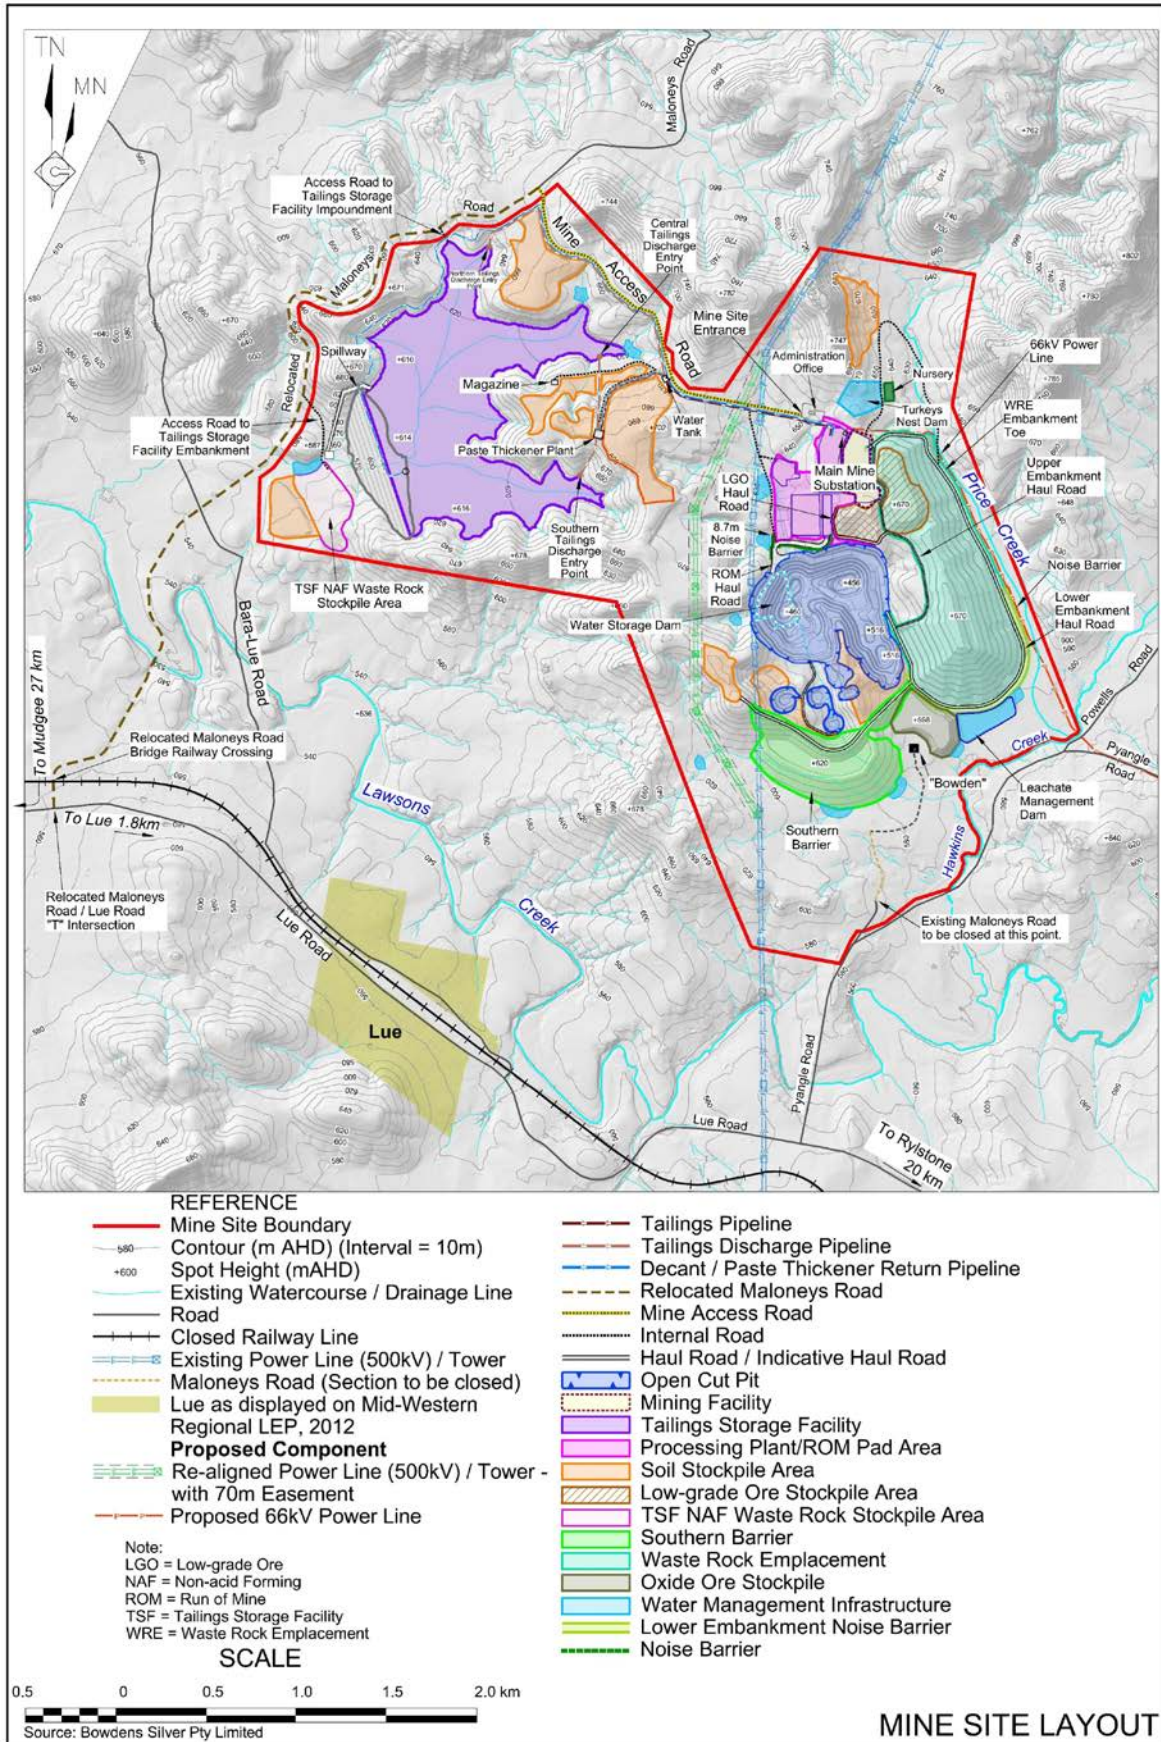 TN
MN
Maloneys Road
Access Road to
Tailings Storage
Facility Impoundment
Road
Maloneys
Relocated
Mine
Access
Road
Central
Tailings
Discharge
Entry
Point
Northern Tailings
Discharge Entry
Point
Mine Site
Entrance
Administration
Office
66kV Power
Line
Nursery
Spillway
Magazine
Turkeys
Nest Dam
WRE
Embankment
Toe
Water
Tank
Access Road to
Tailings Storage
Facility Embankment
Paste Thickener Plant
Main Mine
Substation
Upper
Embankment
Haul Road
LGO
Haul
Road
Price
Creek
8.7m
Noise
Barrier
Southern
Tailings
Discharge
Entry
Point
Noise Barrier
ROM
Haul
Road
TSF NAF Waste Rock
Stockpile Area
Lower
Embankment
Haul Road
Water Storage Dam
Bara-Lue Road
Powells
Road
To Mudgee 27 km
Relocated Maloneys Road
Bridge Railway Crossing
Creek
Pyangle
Road
"Bowden"
Leachate
Management
Dam
Lawsons
Creek
To Lue 1.8km
Southern
Barrier
Hawkins
Relocated Maloneys
Road / Lue Road
"T" Intersection
Lue Road
Existing Maloneys Road
to be closed at this point.
Lue
Pyangle Road
Lue Road
To Rylstone
20 km
REFERENCE
Mine Site Boundary
580 Contour (m AHD) (Interval = 10m)
+600 Spot Height (mAHD)
Existing Watercourse / Drainage Line
Road
Closed Railway Line
Existing Power Line (500kV) / Tower
Maloneys Road (Section to be closed)
Lue as displayed on Mid-Western
Regional LEP, 2012
Proposed Component
Re-aligned Power Line (500kV) / Tower -
with 70m Easement
Proposed 66kV Power Line
Note:
LGO = Low-grade Ore
NAF = Non-acid Forming
ROM = Run of Mine
TSF = Tailings Storage Facility
WRE = Waste Rock Emplacement
Tailings Pipeline
Tailings Discharge Pipeline
Decant / Paste Thickener Return Pipeline
Relocated Maloneys Road
Mine Access Road
Internal Road
Haul Road / Indicative Haul Road
Open Cut Pit
Mining Facility
Tailings Storage Facility
Processing Plant/ROM Pad Area
Soil Stockpile Area
Low-grade Ore Stockpile Area
TSF NAF Waste Rock Stockpile Area
Southern Barrier
Waste Rock Emplacement
Oxide Ore Stockpile
Water Management Infrastructure
Lower Embankment Noise Barrier
Noise Barrier
SCALE
0.5 0 0.5 1.0 1.5 2.0 km
Source: Bowdens Silver Pty Limited
MINE SITE LAYOUT